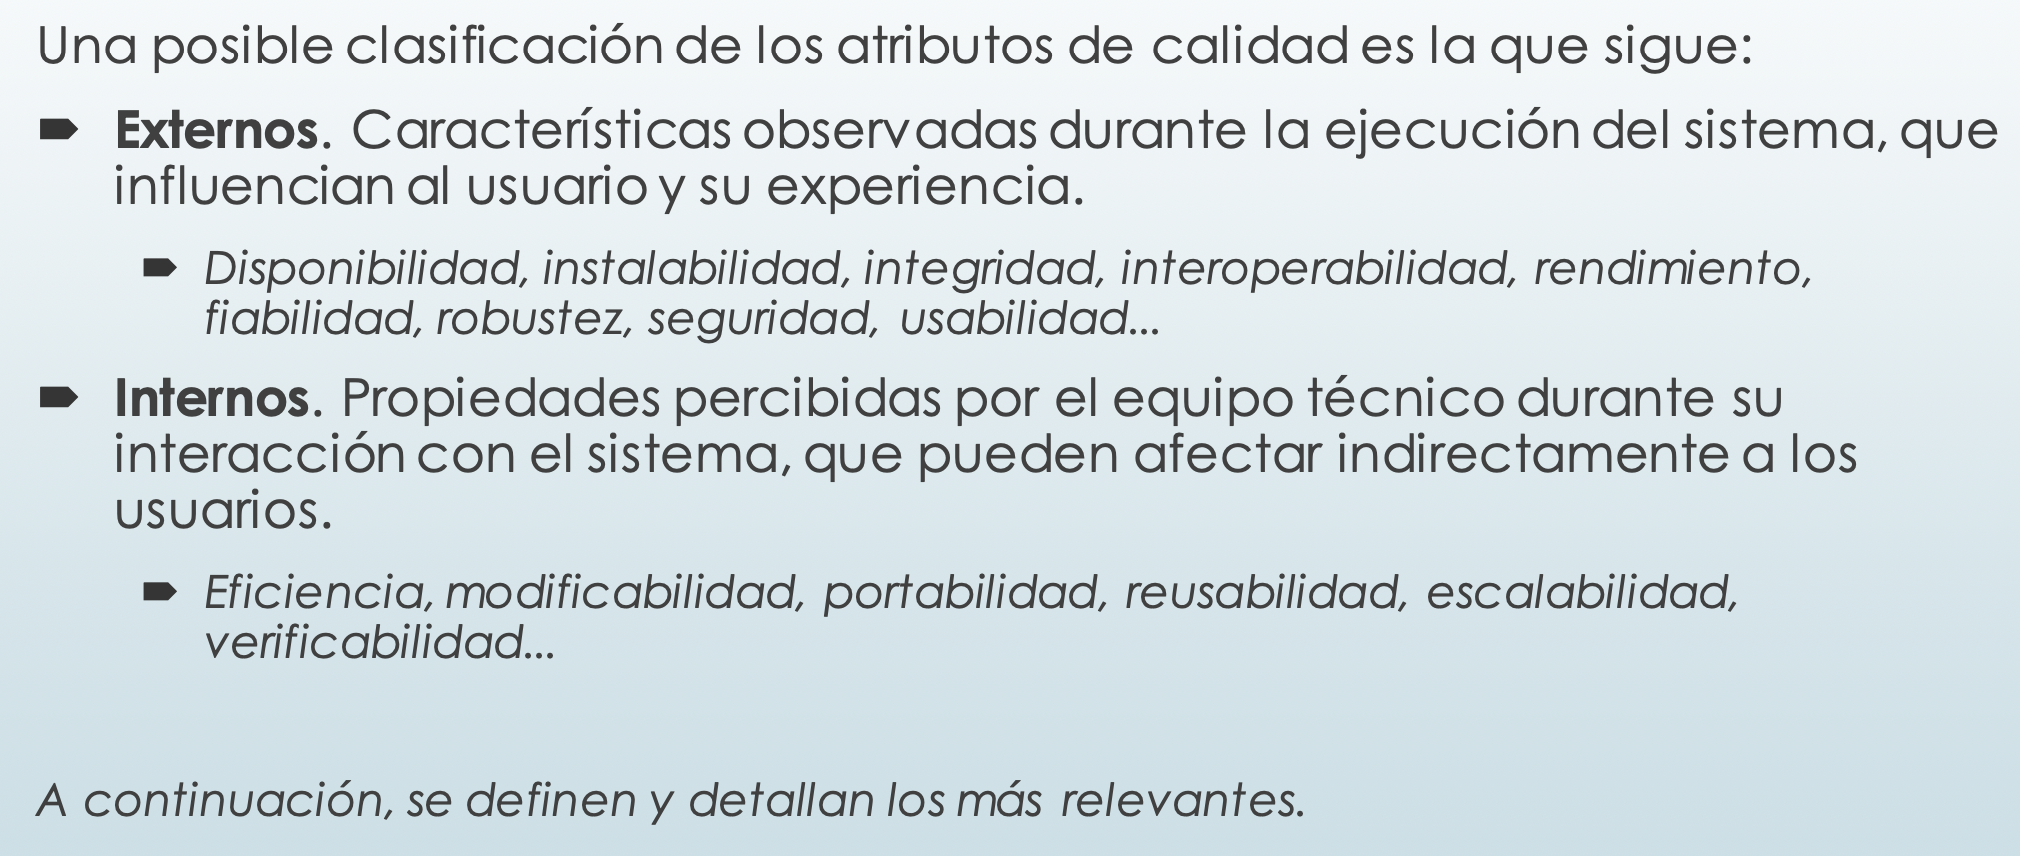 Una posible clasificación de los atributos de calidad es la que sigue:
Externos. Características observadas durante la ejecución del sistema, que
influencian al usuario y su experiencia.
Disponibilidad, instalabilidad, integridad, interoperabilidad, rendimiento,
fiabilidad, robustez, seguridad, usabilidad...
Internos. Propiedades percibidas por el equipo técnico durante su
interacción con el sistema, que pueden afectar indirectamente a los
usuarios.
Eficiencia, modificabilidad, portabilidad, reusabilidad, escalabilidad,
verificabilidad...
A continuación, se definen y detallan los más relevantes.